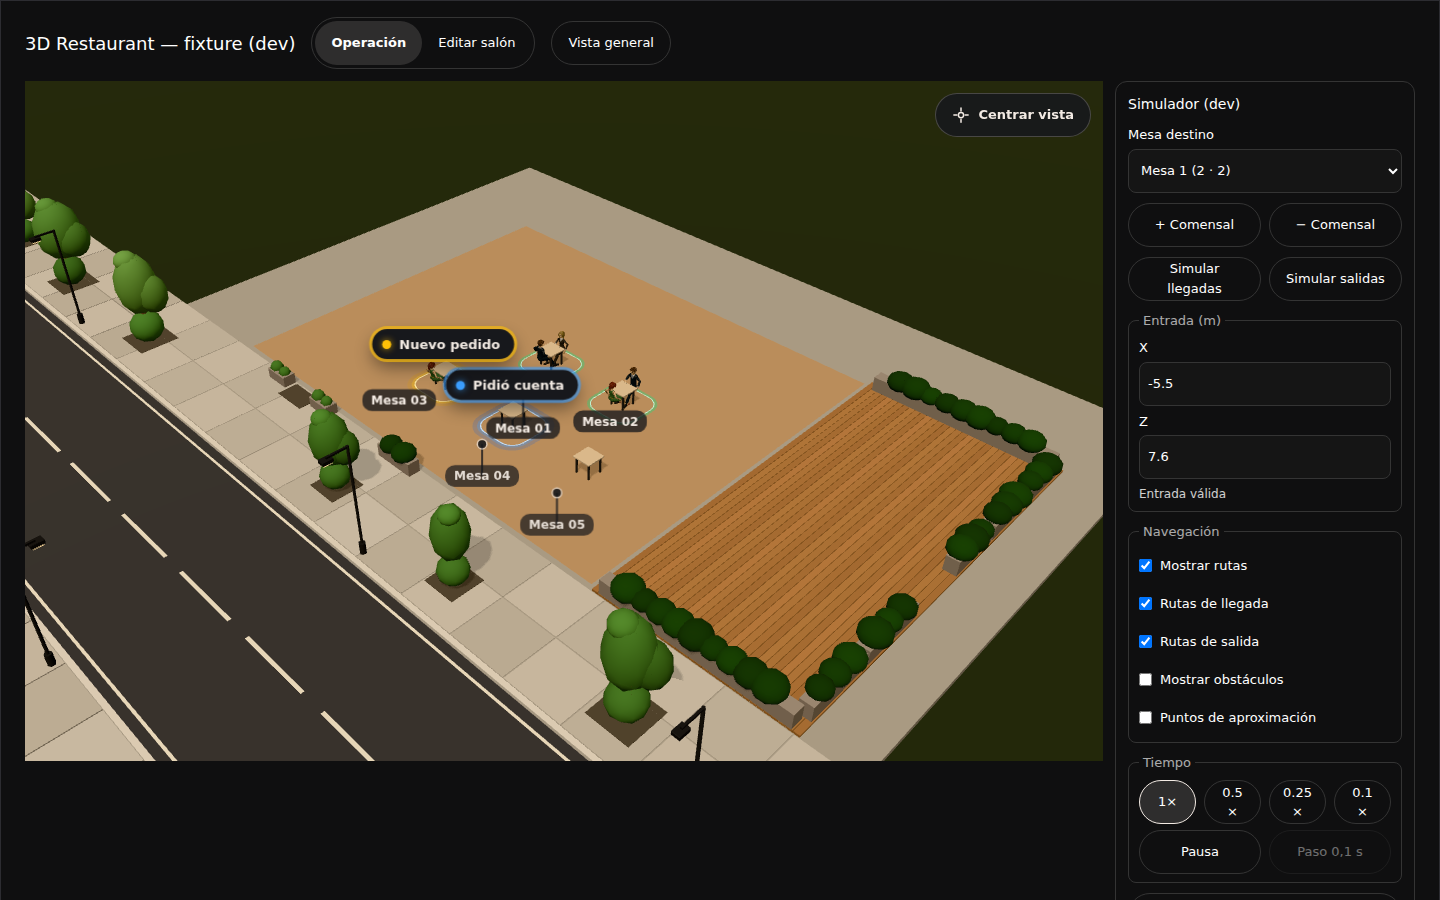 3D Restaurant — fixture (dev)
Operación
Editar salón
Vista general
Centrar vista
Nuevo pedido
Pidió cuenta
Mesa 03
Mesa 01
Mesa 02
Mesa 04
Mesa 05
Simulador (dev)
Mesa destino
Mesa 1 (2 · 2)
+ Comensal
− Comensal
Simular
llegadas
Simular salidas
Entrada (m)
X
-5.5
Z
7.6
Entrada válida
Navegación
Mostrar rutas
Rutas de llegada
Rutas de salida
Mostrar obstáculos
Puntos de aproximación
Tiempo
1×
0.5
×
0.25
×
0.1
×
Pausa
Paso 0,1 s